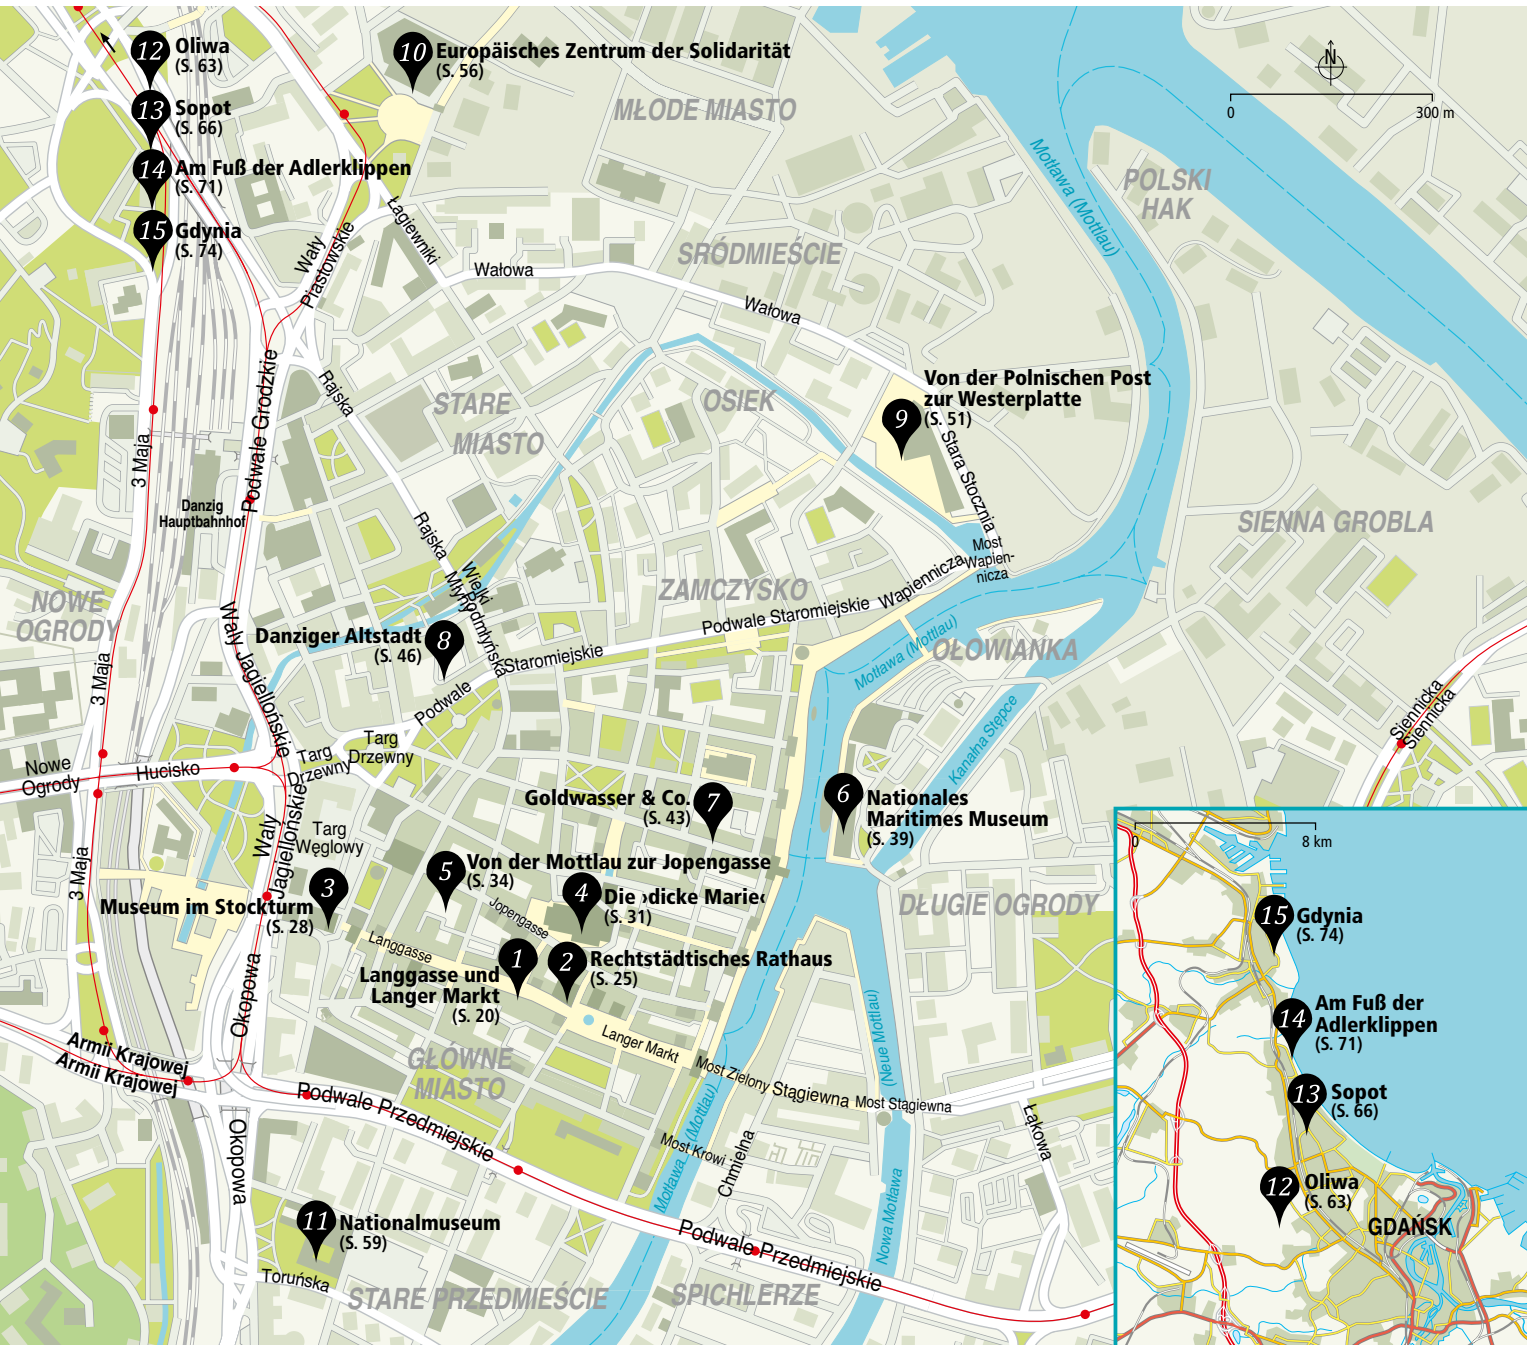 12 Oliwa
(S. 63)
13 Sopot
(S. 66)
14 Am Fuß der Adlerklippen
(S. 71)
15 Gdynia
(S. 74)
10 Europäisches Zentrum der Solidarität
(S. 56)
MŁODE MIASTO
N
0 300 m
Motława (Mottlau)
POLSKI
HAK
Łagiewniki
Wały
Piastowskie
Wałowa
ŚRÓDMIEŚCIE
Wałowa
Rajska
Podwale Grodzkie
STARE
MIASTO
OSIEK
9 Von der Polnischen Post
zur Westerplatte
(S. 51)
Stara Stocznia
3 Maja
Danzig
Hauptbahnhof
SIENNA GROBLA
Rajska
Most
Wapien-
nicza
Wapiennicza
Wielki
Młyn
Podmłyńska
ZAMCZYSKO
NOWE
OGRODY
Podwale Staromiejskie
Danziger Altstadt
(S. 46)
8
Staromiejskie
Podwale
Motława (Mottlau)
OŁOWIANKA
3 Maja
Wały Jagiellońskie
Kanalna Stępce
Siennicka
Siennicka
Targ
Drzewny
Targ
Drzewny
Nowe
Ogrody
Hucisko
Goldwasser & Co.
(S. 43)
7
6 Nationales
Maritimes Museum
(S. 39)
Wały
Jagiellońskie
Targ
Węglowy
3 Maja
5 Von der Mottlau zur Jopengasse
(S. 34)
3
Museum im Stockturm
(S. 28)
4 Die ›dicke Marie‹
(S. 31)
Jopengasse
DŁUGIE OGRODY
Langgasse
1
Langgasse und
Langer Markt
(S. 20)
2 Rechtstädtisches Rathaus
(S. 25)
Okopowa
Langer Markt
GŁÓWNE
MIASTO
Armii Krajowej
Armii Krajowej
Most Zielony
Stągiewna
Most Stągiewna
(Neue Mottlau)
Nowa Motława
Motława (Mottlau)
Podwale Przedmiejskie
Most Krowi
Chmielna
Łąkowa
Okopowa
11 Nationalmuseum
(S. 59)
Podwale Przedmiejskie
Toruńska
STARE PRZEDMIEŚCIE
SPICHLERZE
0 8 km
15 Gdynia
(S. 74)
14 Am Fuß der
Adlerklippen
(S. 71)
13 Sopot
(S. 66)
12 Oliwa
(S. 63)
GDAŃSK